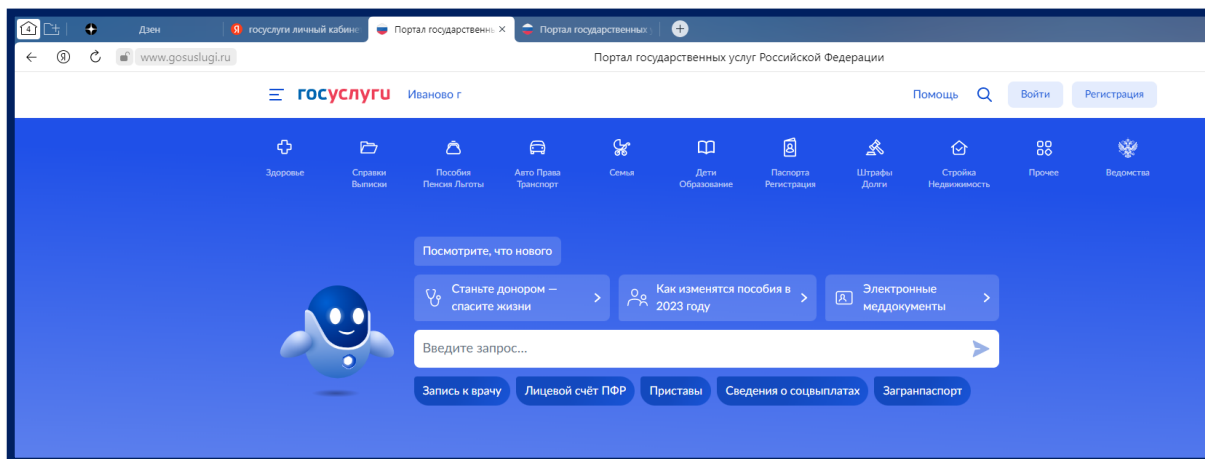 4 Дзен Я госуслуги личный кабине Портал государственнь × Портал государственных
Я www.gosuslugi.ru Портал государственных услуг Российской Федерации
госуслуги Иваново г Помощь Войти Регистрация
Здоровье
Справки
Выписки
Пособия
Пенсия Льготы
Авто Права
Транспорт
Семья
Дети
Образование
Паспорта
Регистрация
Штрафы
Долги
Стройка
Недвижимость
Прочее
Ведомства
Посмотрите, что нового
Станьте донором —
спасите жизни
Как изменятся пособия в
2023 году
Электронные
меддокументы
Введите запрос...
Запись к врачу Лицевой счёт ПФР Приставы Сведения о соцвыплатах Загранпаспорт